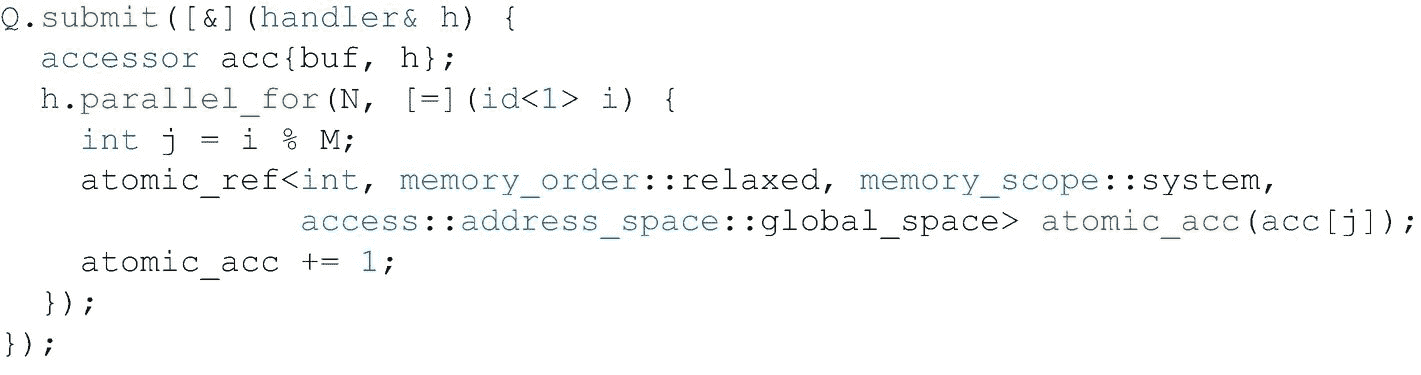 Q.submit([&](handler& h) {
  accessor acc{buf, h};
  h.parallel_for(N, [=](id<1> i) {
    int j = i % M;
    atomic_ref<int, memory_order::relaxed, memory_scope::system,
               access::address_space::global_space> atomic_acc(acc[j]);
    atomic_acc += 1;
  });
});